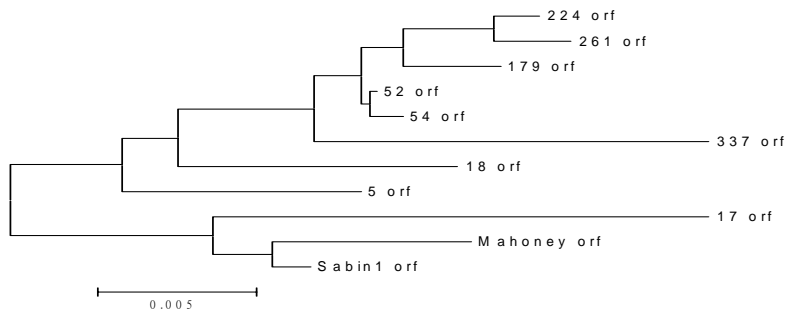 224 orf
261 orf
179 orf
52 orf
54 orf
337 orf
18 orf
5 orf
17 orf
Mahoney orf
Sabin1 orf
0.005